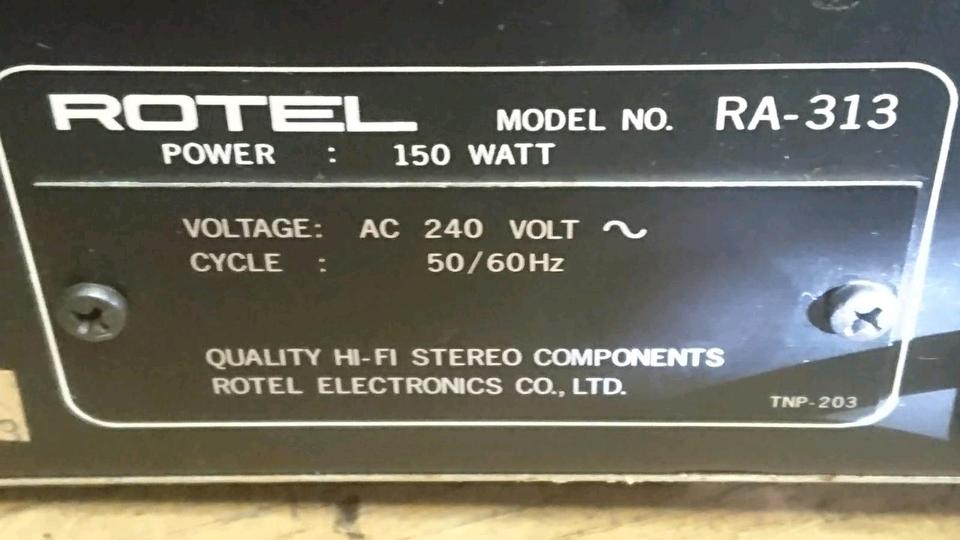 ROTEL MODEL NO. RA-313
POWER : 150 WATT
VOLTAGE: AC 240 VOLT ~
CYCLE : 50/60Hz
QUALITY HI-FI STEREO COMPONENTS
ROTEL ELECTRONICS CO., LTD.
TNP-203